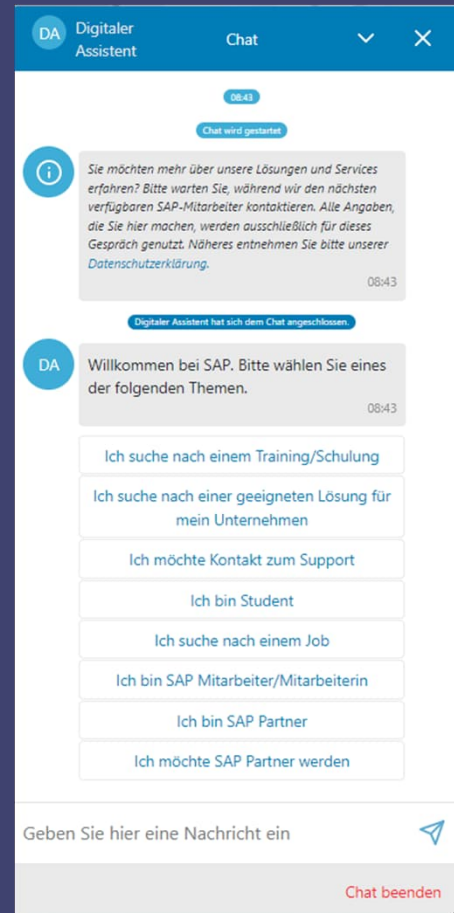 DA
Digitaler
Assistent
Chat
08:43
Chat wird gestartet
Sie möchten mehr über unsere Lösungen und Services
erfahren? Bitte warten Sie, während wir den nächsten
verfügbaren SAP-Mitarbeiter kontaktieren. Alle Angaben,
die Sie hier machen, werden ausschließlich für dieses
Gespräch genutzt. Näheres entnehmen Sie bitte unserer
Datenschutzerklärung.
08:43
Digitaler Assistent hat sich dem Chat angeschlossen.
DA
Willkommen bei SAP. Bitte wählen Sie eines
der folgenden Themen.
08:43
Ich suche nach einem Training/Schulung
Ich suche nach einer geeigneten Lösung für
mein Unternehmen
Ich möchte Kontakt zum Support
Ich bin Student
Ich suche nach einem Job
Ich bin SAP Mitarbeiter/Mitarbeiterin
Ich bin SAP Partner
Ich möchte SAP Partner werden
Geben Sie hier eine Nachricht ein
Chat beenden